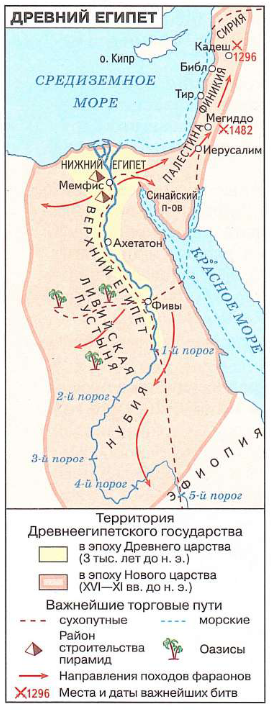 ДРЕВНИЙ ЕГИПЕТ
СИРИЯ
о. Кипр
Кадеш
1296
СРЕДИЗЕМНОЕ
МОРЕ
Библ
ФИНИКИЯ
Тир
Мегиддо
1482
ПАЛЕСТИНА
Иерусалим
НИЖНИЙ ЕГИПЕТ
Мемфис
Синайский
п-ов
ВЕРХНИЙ ЕГИПЕТ
Ахетатон
КРАСНОЕ МОРЕ
ЛИВИЙСКАЯ
ПУСТЫНЯ
Фивы
1-й порог
2-й порог
НУБИЯ
3-й порог
4-й порог
5-й порог
ЭФИОПИЯ
Территория
Древнеегипетского государства
в эпоху Древнего царства
(3 тыс. лет до н. э.)
в эпоху Нового царства
(XVI—XI вв. до н. э.)
Важнейшие торговые пути
сухопутные
морские
Район
строительства
пирамид
Оазисы
Направления походов фараонов
1296 Места и даты важнейших битв